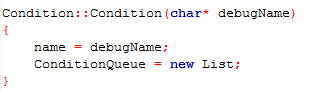 Condition::Condition(char* debugName)
{
    name = debugName;
    ConditionQueue = new List;
}